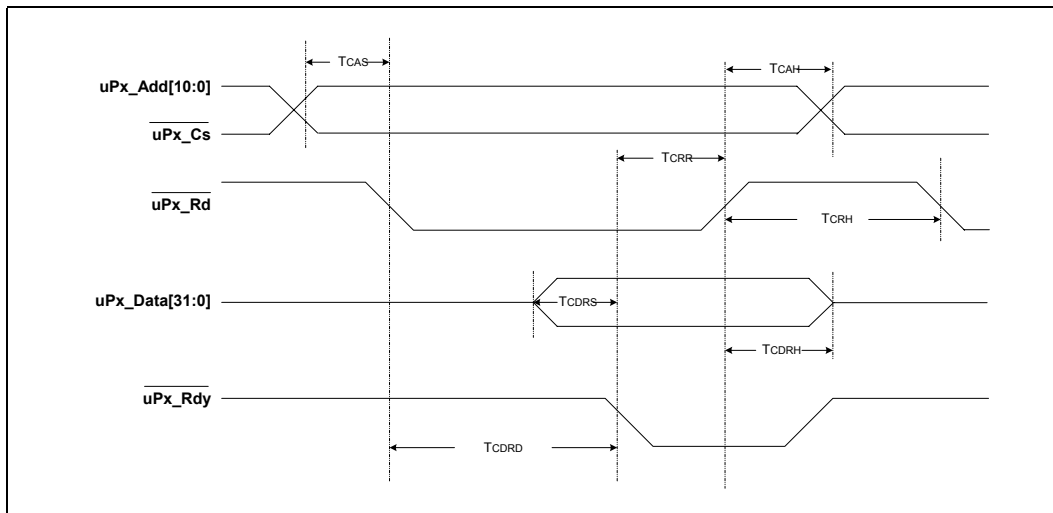 TCAS
TCAH
uPx_Add[10:0]
uPx_Cs
TCRR
uPx_Rd
TCRH
uPx_Data[31:0]
TCDRS
TCDRH
uPx_Rdy
TCDRD